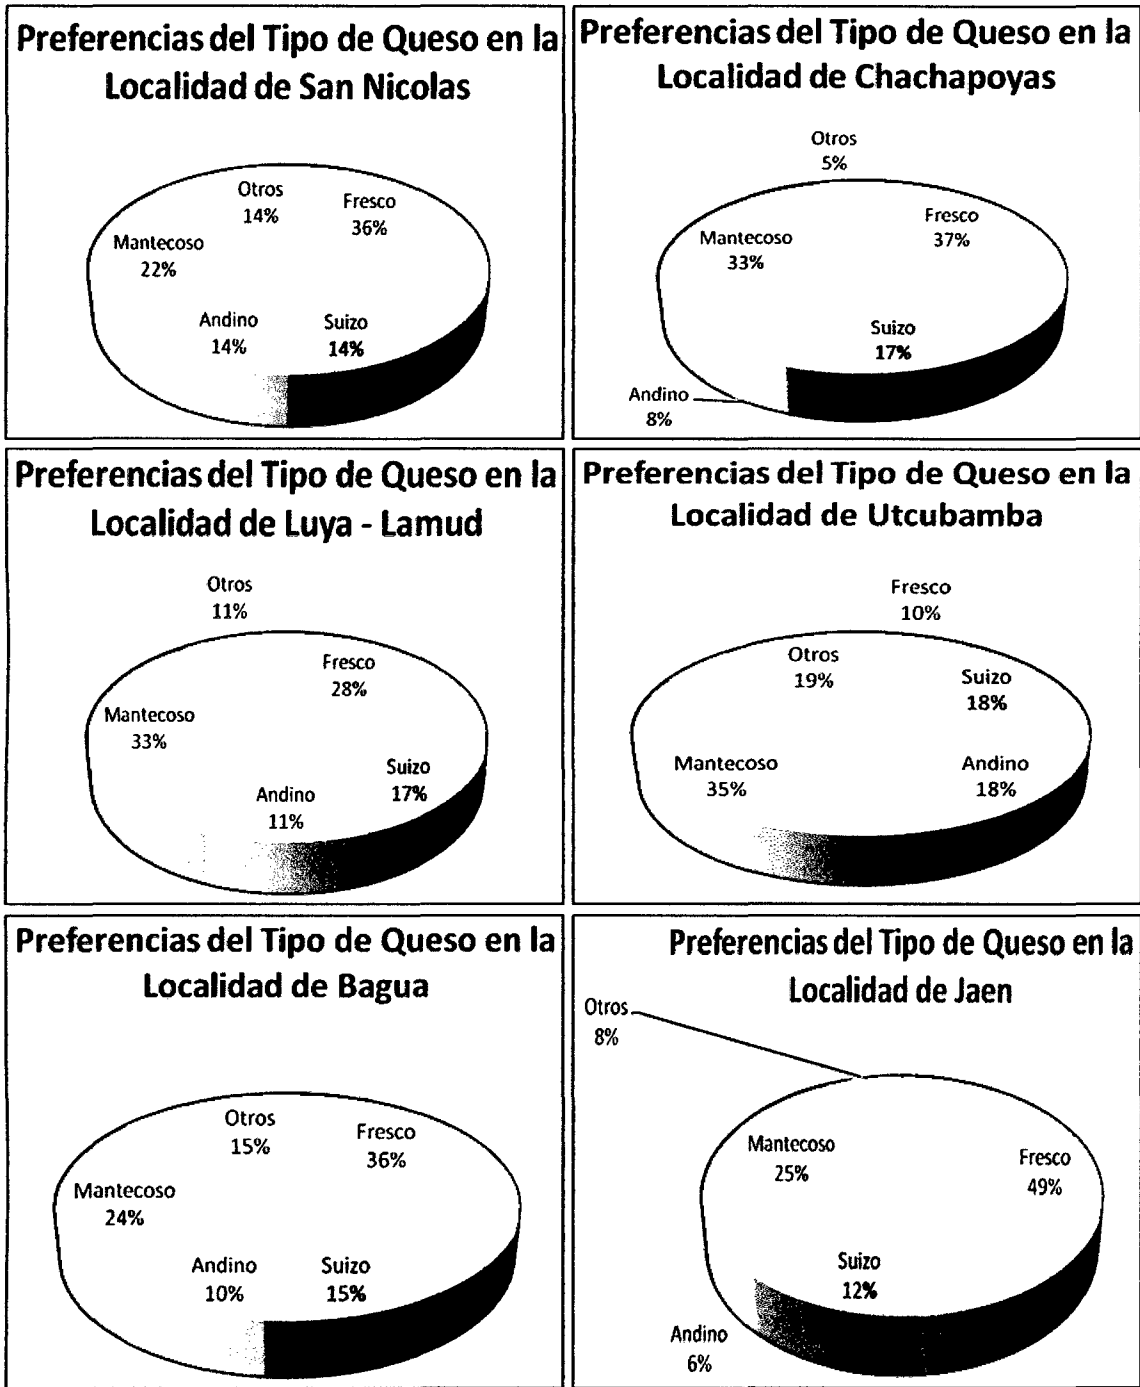 Preferencias del Tipo de Queso en la
Localidad de San Nicolas
Otros
14%
Fresco
36%
Mantecoso
22%
Andino
14%
Suizo
14%
Preferencias del Tipo de Queso en la
Localidad de Chachapoyas
Otros
5%
Fresco
37%
Mantecoso
33%
Suizo
17%
Andino
8%
Preferencias del Tipo de Queso en la
Localidad de Luya - Lamud
Otros
11%
Fresco
28%
Mantecoso
33%
Suizo
17%
Andino
11%
Preferencias del Tipo de Queso en la
Localidad de Utcubamba
Fresco
10%
Otros
19%
Suizo
18%
Mantecoso
35%
Andino
18%
Preferencias del Tipo de Queso en la
Localidad de Bagua
Otros
15%
Fresco
36%
Mantecoso
24%
Andino
10%
Suizo
15%
Preferencias del Tipo de Queso en la
Localidad de Jaen
Otros
8%
Mantecoso
25%
Fresco
49%
Suizo
12%
Andino
6%